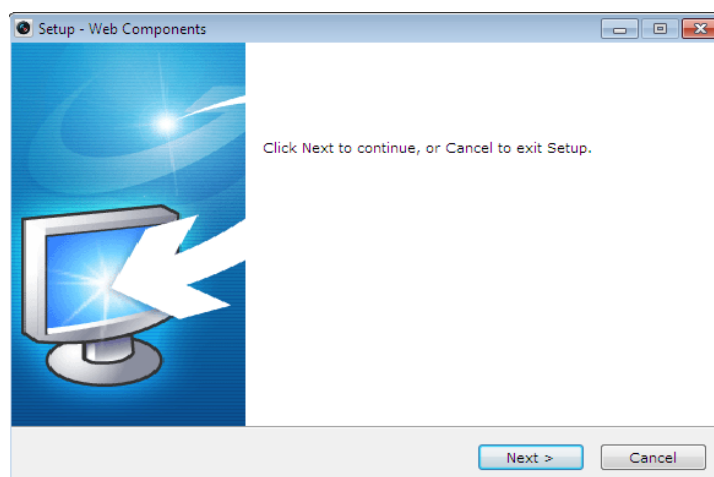 Setup - Web Components
Click Next to continue, or Cancel to exit Setup.
Next >
Cancel